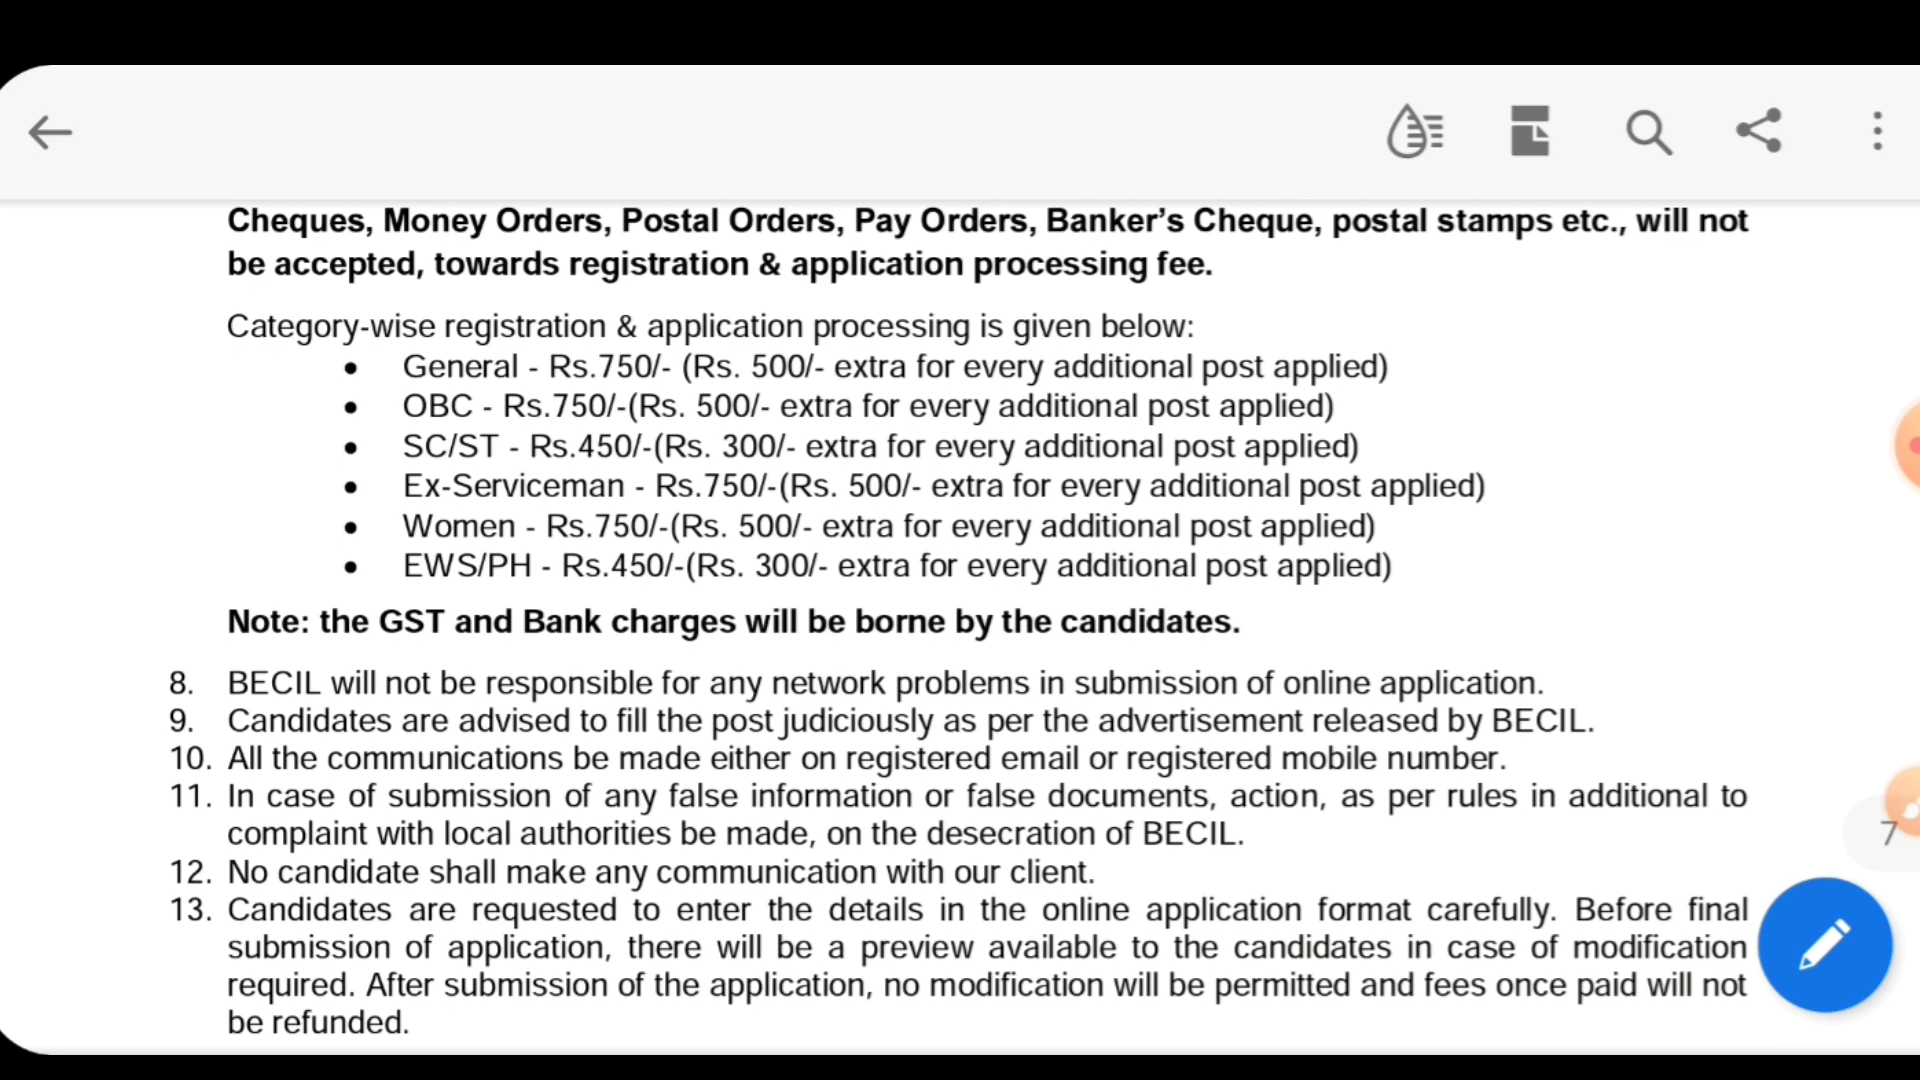 Cheques, Money Orders, Postal Orders, Pay Orders, Banker's Cheque, postal stamps etc., will not
be accepted, towards registration & application processing fee.
Category-wise registration & application processing is given below:
• General - Rs.750/- (Rs. 500/- extra for every additional post applied)
• OBC - Rs.750/-(Rs. 500/- extra for every additional post applied)
• SC/ST - Rs.450/-(Rs. 300/- extra for every additional post applied)
• Ex-Serviceman - Rs.750/-(Rs. 500/- extra for every additional post applied)
• Women - Rs.750/-(Rs. 500/- extra for every additional post applied)
• EWS/PH - Rs.450/-(Rs. 300/- extra for every additional post applied)
Note: the GST and Bank charges will be borne by the candidates.
8. BECIL will not be responsible for any network problems in submission of online application.
9. Candidates are advised to fill the post judiciously as per the advertisement released by BECIL.
10. All the communications be made either on registered email or registered mobile number.
11. In case of submission of any false information or false documents, action, as per rules in additional to
complaint with local authorities be made, on the desecration of BECIL.
7
12. No candidate shall make any communication with our client.
13. Candidates are requested to enter the details in the online application format carefully. Before final
submission of application, there will be a preview available to the candidates in case of modification
required. After submission of the application, no modification will be permitted and fees once paid will not
be refunded.